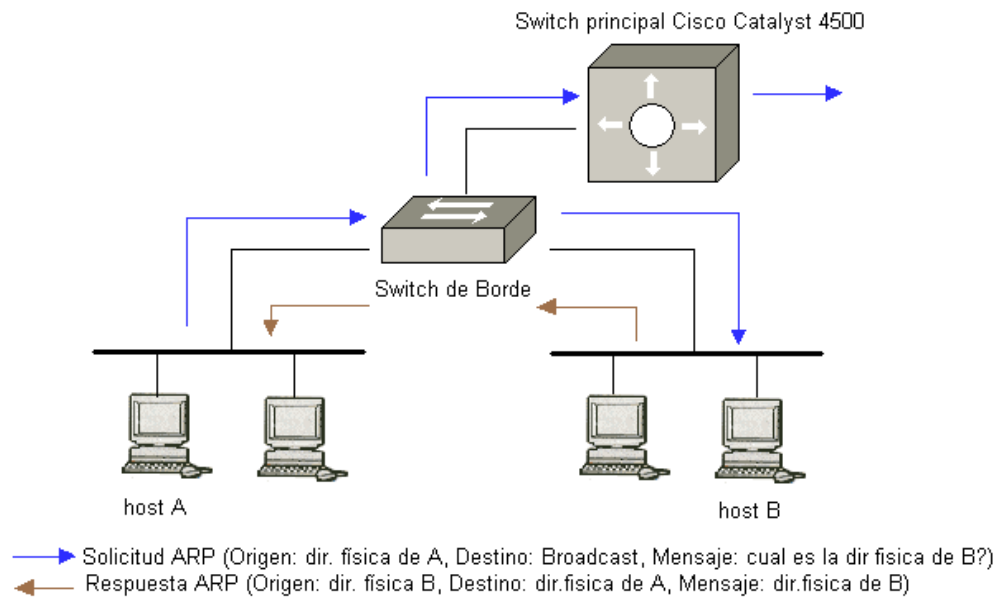 Switch principal Cisco Catalyst 4500
Switch de Borde
host A
host B
Solicitud ARP (Origen: dir. física de A, Destino: Broadcast, Mensaje: cual es la dir fisica de B?)
Respuesta ARP (Origen: dir. física B, Destino: dir.fisica de A, Mensaje: dir.fisica de B)